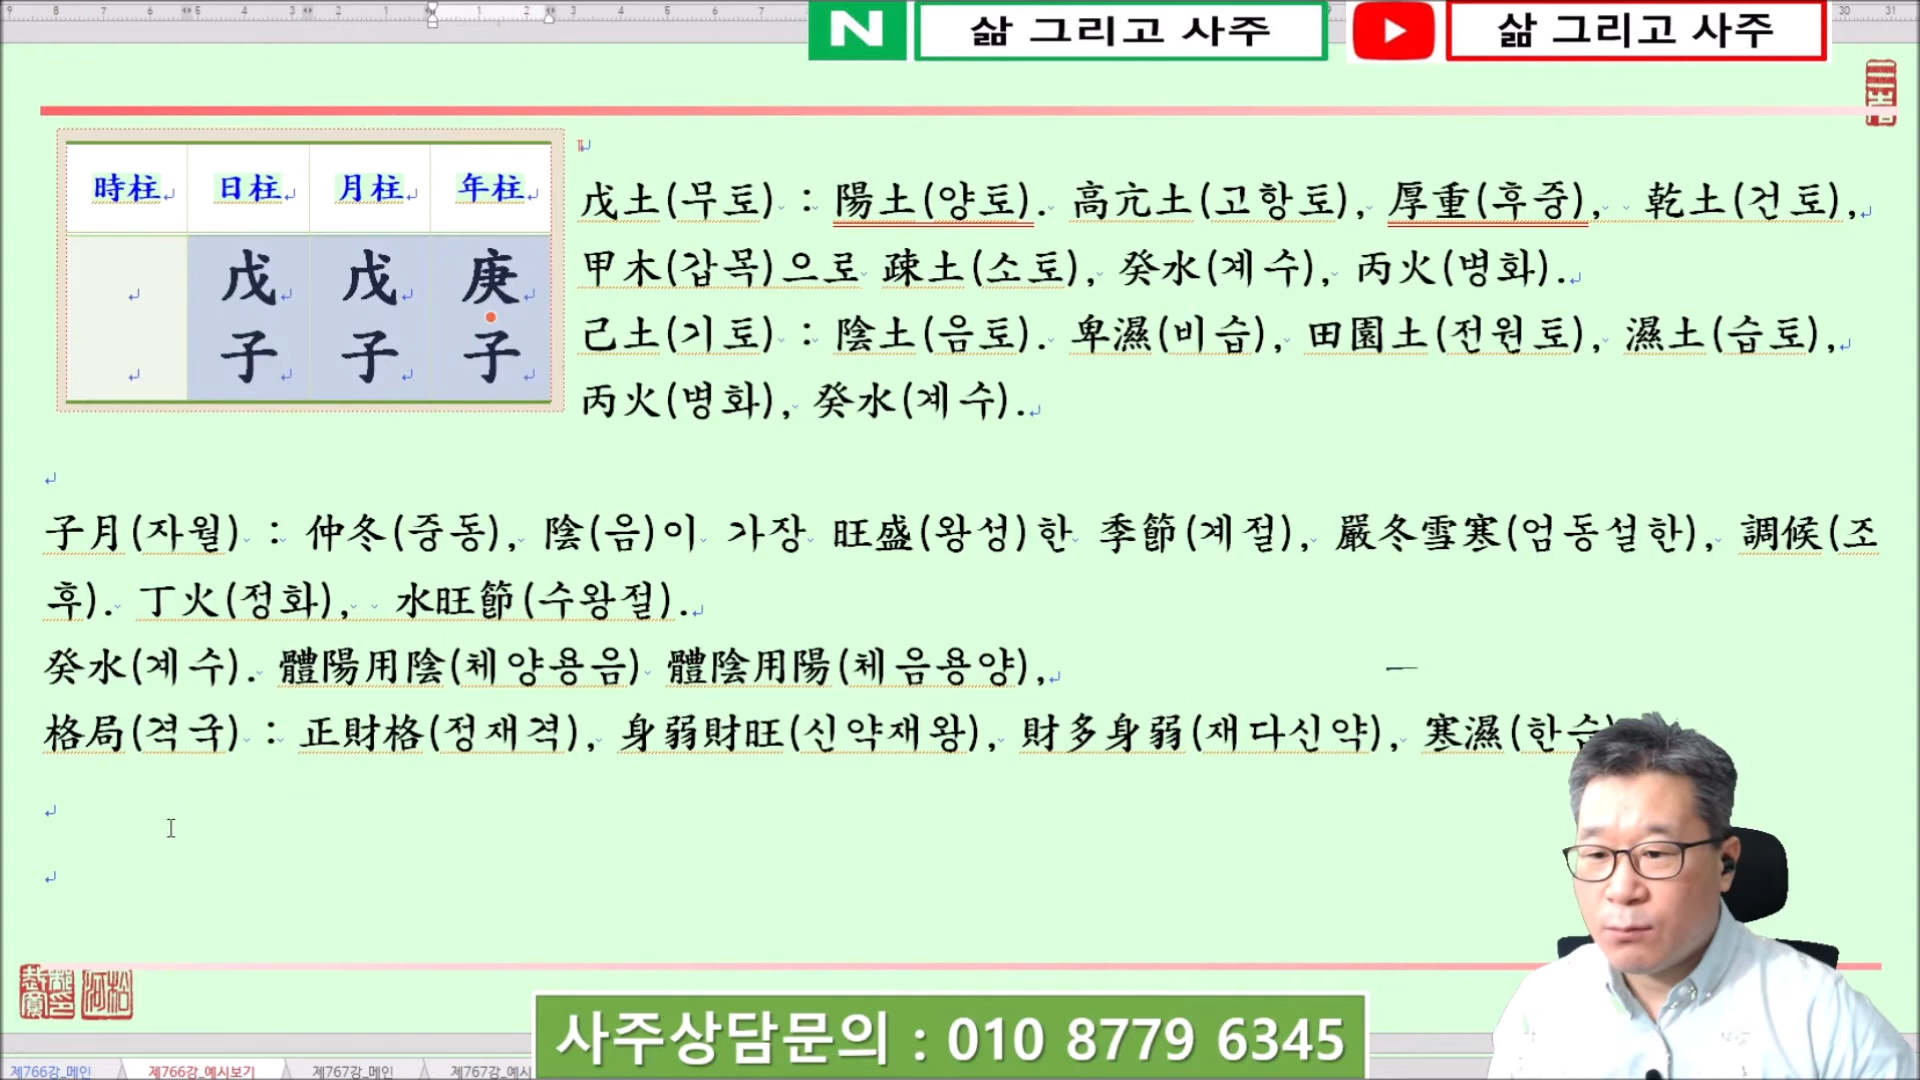 삶 그리고 사주
삶 그리고 사주
時柱 日柱 月柱 年柱
戊 戊 庚
子 子 子
戊土(무토) : 陽土(양토). 高亢土(고항토), 厚重(후중), 乾土(건토),
甲木(갑목)으로 疎土(소토), 癸水(계수), 丙火(병화).
己土(기토) : 陰土(음토). 卑濕(비습), 田園土(전원토), 濕土(습토),
丙火(병화), 癸水(계수).
子月(자월) : 仲冬(중동), 陰(음)이 가장 旺盛(왕성)한 季節(계절), 嚴冬雪寒(엄동설한), 調候(조
후). 丁火(정화), 水旺節(수왕절).
癸水(계수). 體陽用陰(체양용음) 體陰用陽(체음용양),
格局(격국) : 正財格(정재격), 身弱財旺(신약재왕), 財多身弱(재다신약), 寒濕(한습)
사주상담문의 : 010 8779 6345
제766강_메인 제766강_예시보기 제767강_메인 제767강_예시